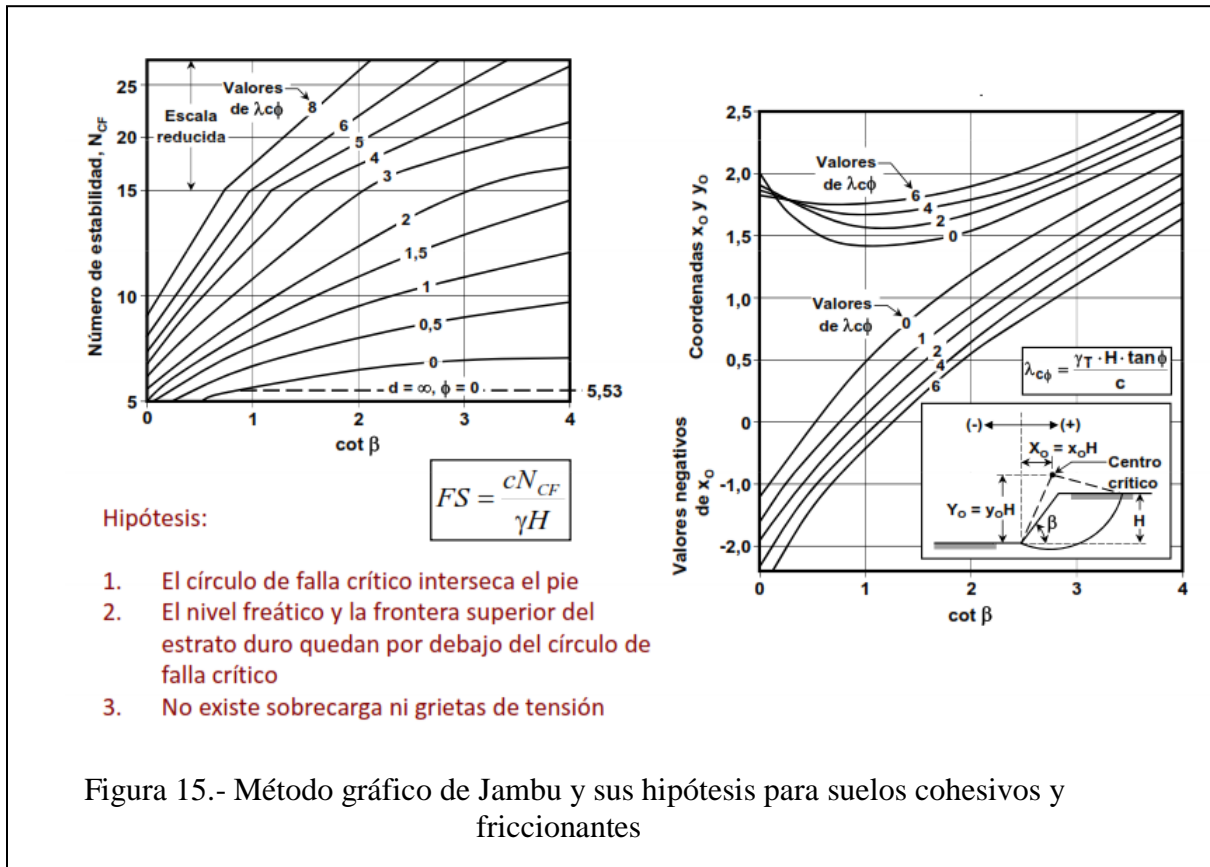 25
20
15
10
5
Número de estabilidad, N_CF
Escala
reducida
Valores
de λcϕ
8
6
5
4
3
2
1,5
1
0,5
0
d = ∞, ϕ = 0
5,53
0
1
2
3
4
cot β
FS = cN_CF / γH
Hipótesis:
1. El círculo de falla crítico interseca el pie
2. El nivel freático y la frontera superior del
estrato duro quedan por debajo del círculo de
falla crítico
3. No existe sobrecarga ni grietas de tensión
2,5
2,0
1,5
1,0
0,5
0
-1,0
-2,0
Coordenadas x_O y y_O
Valores negativos
de x_O
Valores
de λcϕ
6
4
2
0
Valores
de λcϕ
0
1
2
4
6
λ_cϕ = γ_T · H · tan ϕ / c
(-)
(+)
X_O = x_OH
Centro
crítico
Y_O = y_OH
β
H
0
1
2
3
4
cot β
Figura 15.- Método gráfico de Jambu y sus hipótesis para suelos cohesivos y
friccionantes